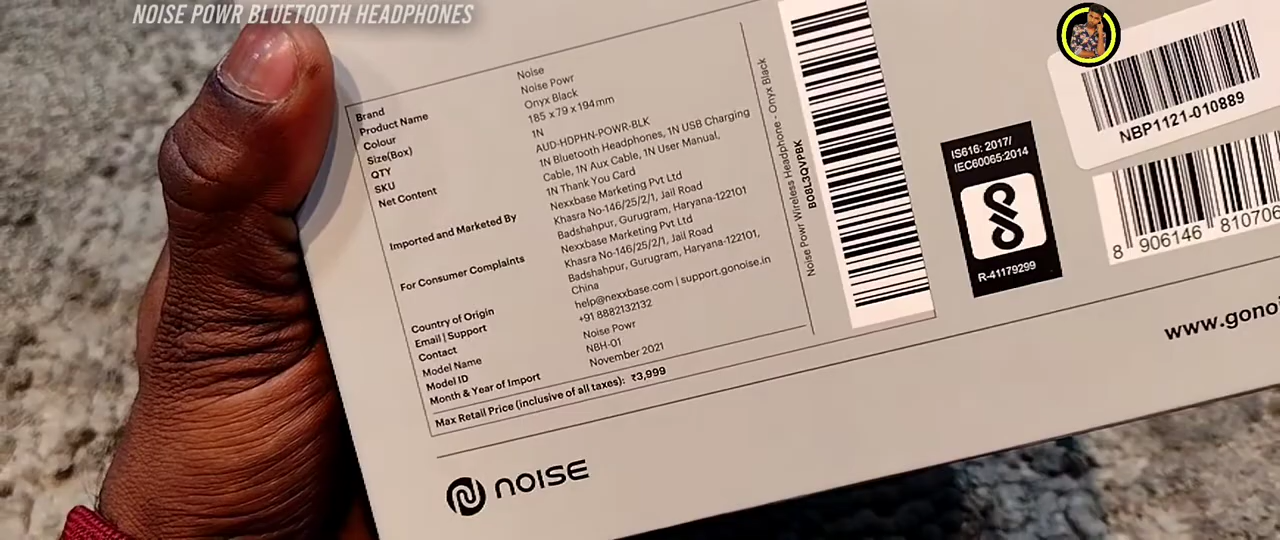 NOISE POWR BLUETOOTH HEADPHONES
Brand Noise
Product Name Noise Powr
Colour Onyx Black
Size(Box) 185 x 79 x 194mm
QTY 1N
SKU AUD-HDPHN-POWR-BLK
Net Content 1N Bluetooth Headphones, 1N USB Charging
Cable, 1N Aux Cable, 1N User Manual,
1N Thank You Card
Imported and Marketed By Nexxbase Marketing Pvt Ltd
Khasra No-146/25/2/1, Jail Road
Badshahpur, Gurugram, Haryana-122101
For Consumer Complaints Nexxbase Marketing Pvt Ltd
Khasra No-146/25/2/1, Jail Road
Badshahpur, Gurugram, Haryana-122101,
Country of Origin China
Email | Support help@nexxbase.com | support.gonoise.in
Contact +91 8882132132
Model Name Noise Powr
Model ID NBH-01
Month & Year of Import November 2021
Max Retail Price (inclusive of all taxes): ₹3,999
Noise Powr Wireless Headphone - Onyx Black
B08L3QVPBK
IS616: 2017/
IEC60065:2014
R-41179299
NBP1121-010889
8 906146 810706
www.gono
NOISE